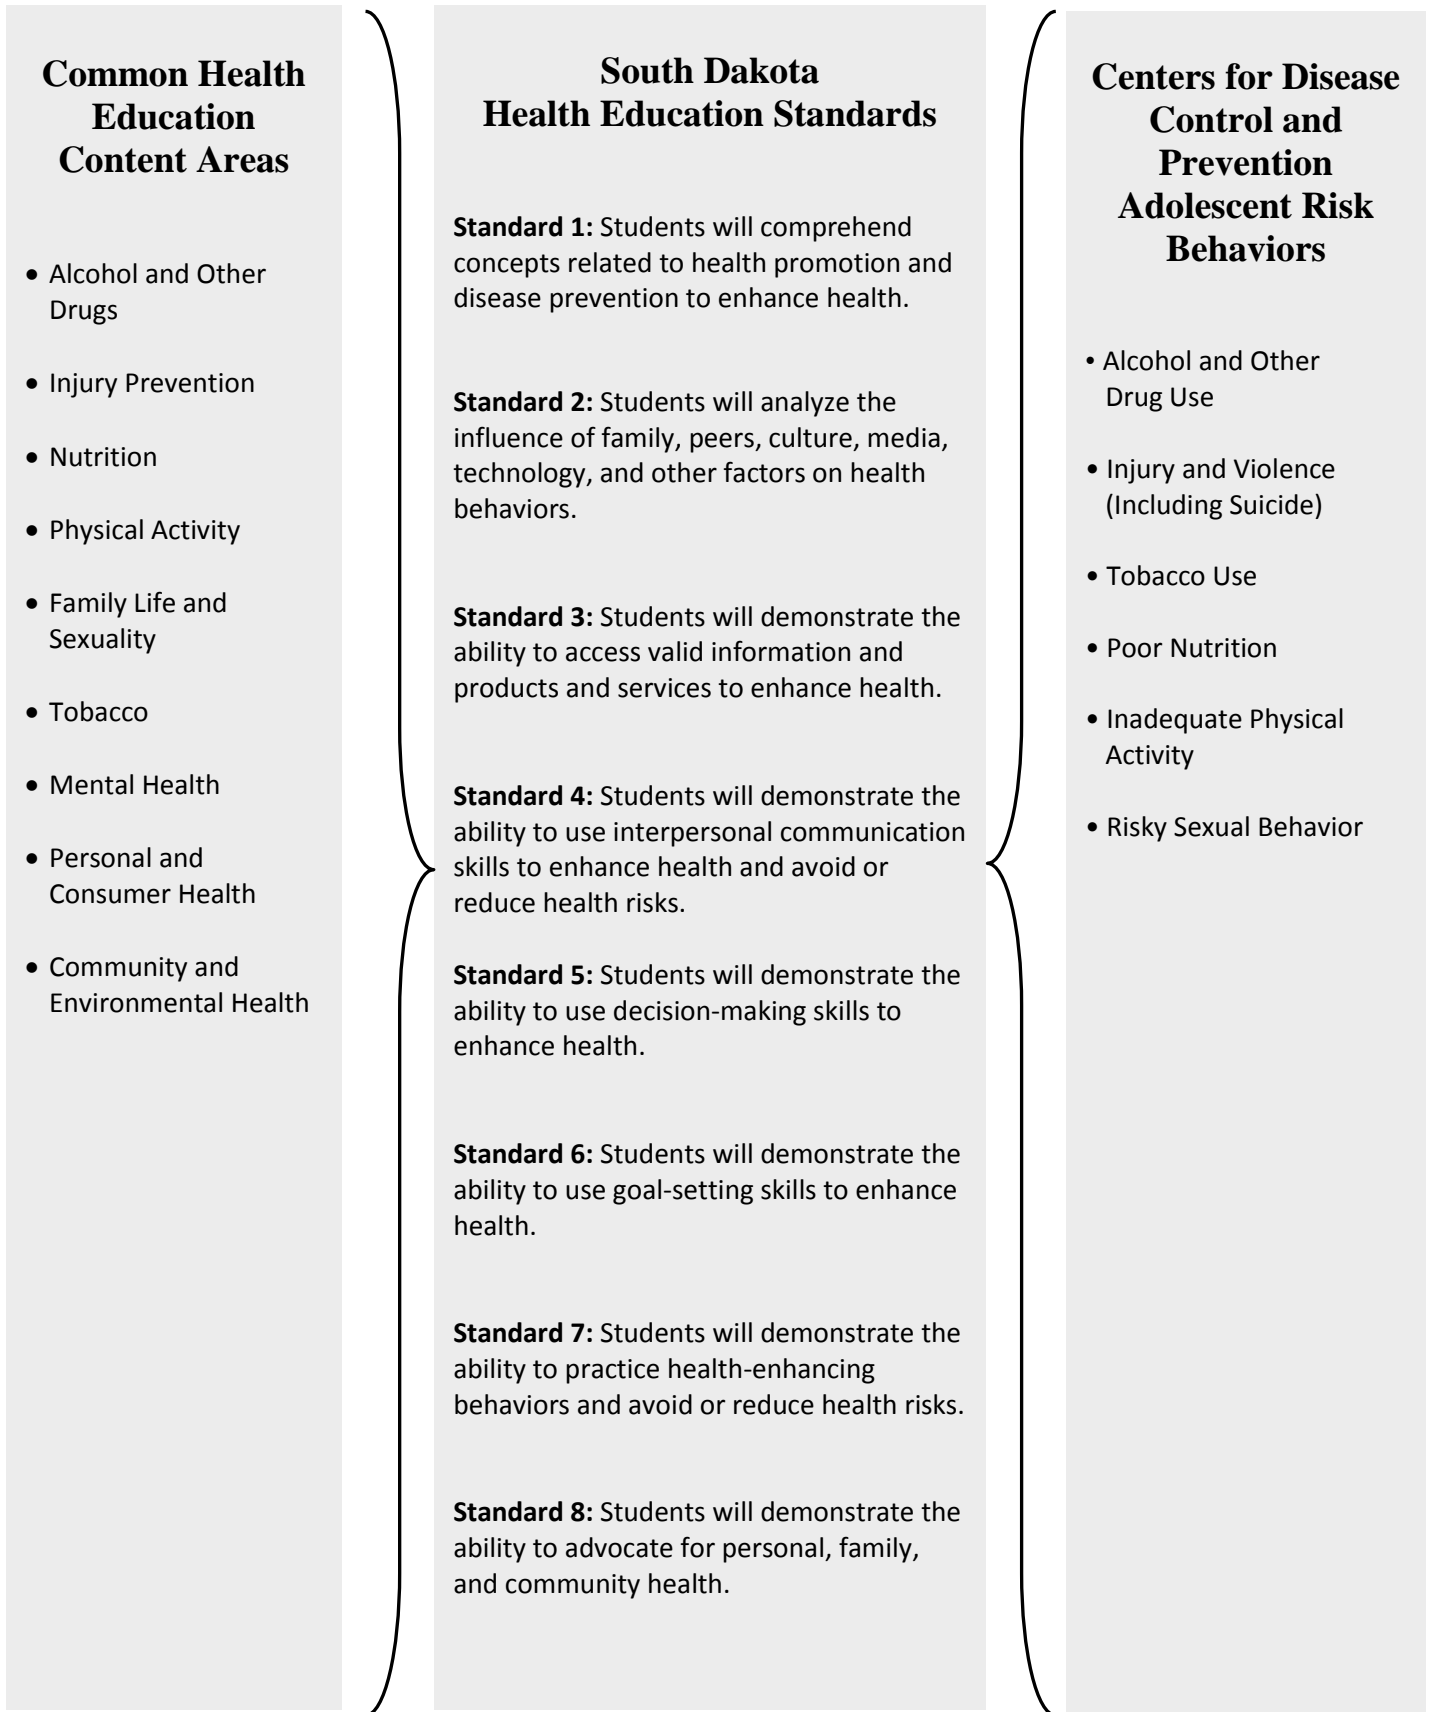 Common Health
Education
Content Areas
• Alcohol and Other
Drugs
• Injury Prevention
• Nutrition
• Physical Activity
• Family Life and
Sexuality
• Tobacco
• Mental Health
• Personal and
Consumer Health
• Community and
Environmental Health
South Dakota
Health Education Standards
Standard 1: Students will comprehend
concepts related to health promotion and
disease prevention to enhance health.
Standard 2: Students will analyze the
influence of family, peers, culture, media,
technology, and other factors on health
behaviors.
Standard 3: Students will demonstrate the
ability to access valid information and
products and services to enhance health.
Standard 4: Students will demonstrate the
ability to use interpersonal communication
skills to enhance health and avoid or
reduce health risks.
Standard 5: Students will demonstrate the
ability to use decision-making skills to
enhance health.
Standard 6: Students will demonstrate the
ability to use goal-setting skills to enhance
health.
Standard 7: Students will demonstrate the
ability to practice health-enhancing
behaviors and avoid or reduce health risks.
Standard 8: Students will demonstrate the
ability to advocate for personal, family,
and community health.
Centers for Disease
Control and
Prevention
Adolescent Risk
Behaviors
• Alcohol and Other
Drug Use
• Injury and Violence
(Including Suicide)
• Tobacco Use
• Poor Nutrition
• Inadequate Physical
Activity
• Risky Sexual Behavior